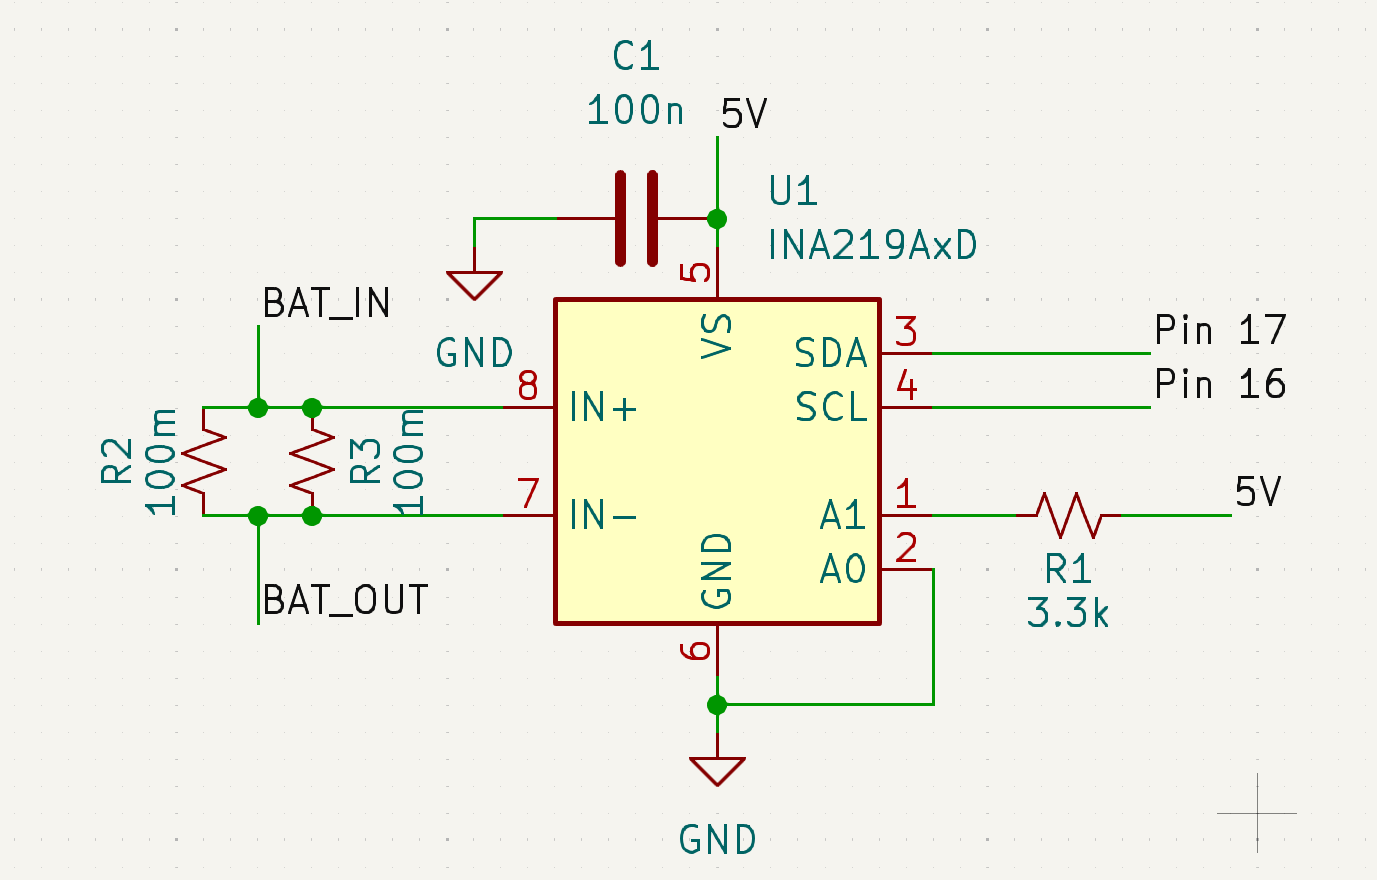 C1
100n
5V
U1
INA219AxD
5
BAT_IN
GND
VS
SDA
3
Pin 17
8
IN+
SCL
4
Pin 16
R2
100m
R3
100m
7
IN-
A1
1
5V
GND
A0
2
R1
3.3k
BAT_OUT
6
GND